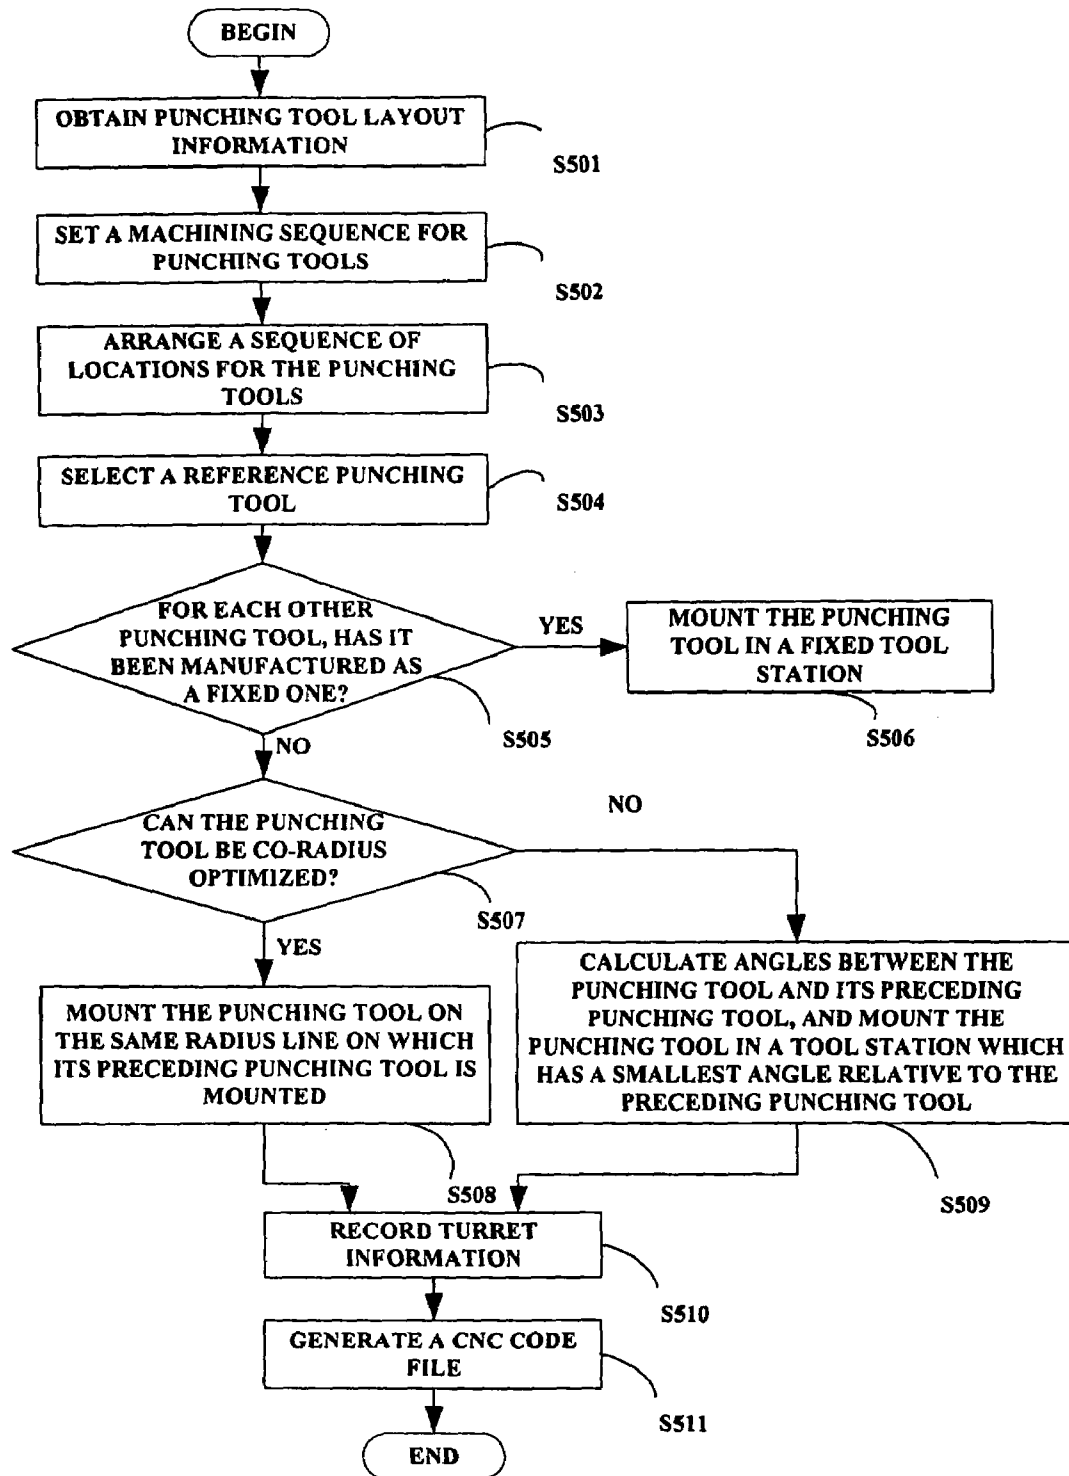 BEGIN
OBTAIN PUNCHING TOOL LAYOUT
INFORMATION
S501
SET A MACHINING SEQUENCE FOR
PUNCHING TOOLS
S502
ARRANGE A SEQUENCE OF
LOCATIONS FOR THE PUNCHING
TOOLS
S503
SELECT A REFERENCE PUNCHING
TOOL
S504
FOR EACH OTHER
PUNCHING TOOL, HAS IT
BEEN MANUFACTURED AS
A FIXED ONE?
S505
YES
MOUNT THE PUNCHING
TOOL IN A FIXED TOOL
STATION
S506
NO
CAN THE PUNCHING
TOOL BE CO-RADIUS
OPTIMIZED?
S507
NO
YES
MOUNT THE PUNCHING TOOL ON
THE SAME RADIUS LINE ON WHICH
ITS PRECEDING PUNCHING TOOL IS
MOUNTED
S508
CALCULATE ANGLES BETWEEN THE
PUNCHING TOOL AND ITS PRECEDING
PUNCHING TOOL, AND MOUNT THE
PUNCHING TOOL IN A TOOL STATION WHICH
HAS A SMALLEST ANGLE RELATIVE TO THE
PRECEDING PUNCHING TOOL
S509
RECORD TURRET
INFORMATION
S510
GENERATE A CNC CODE
FILE
S511
END